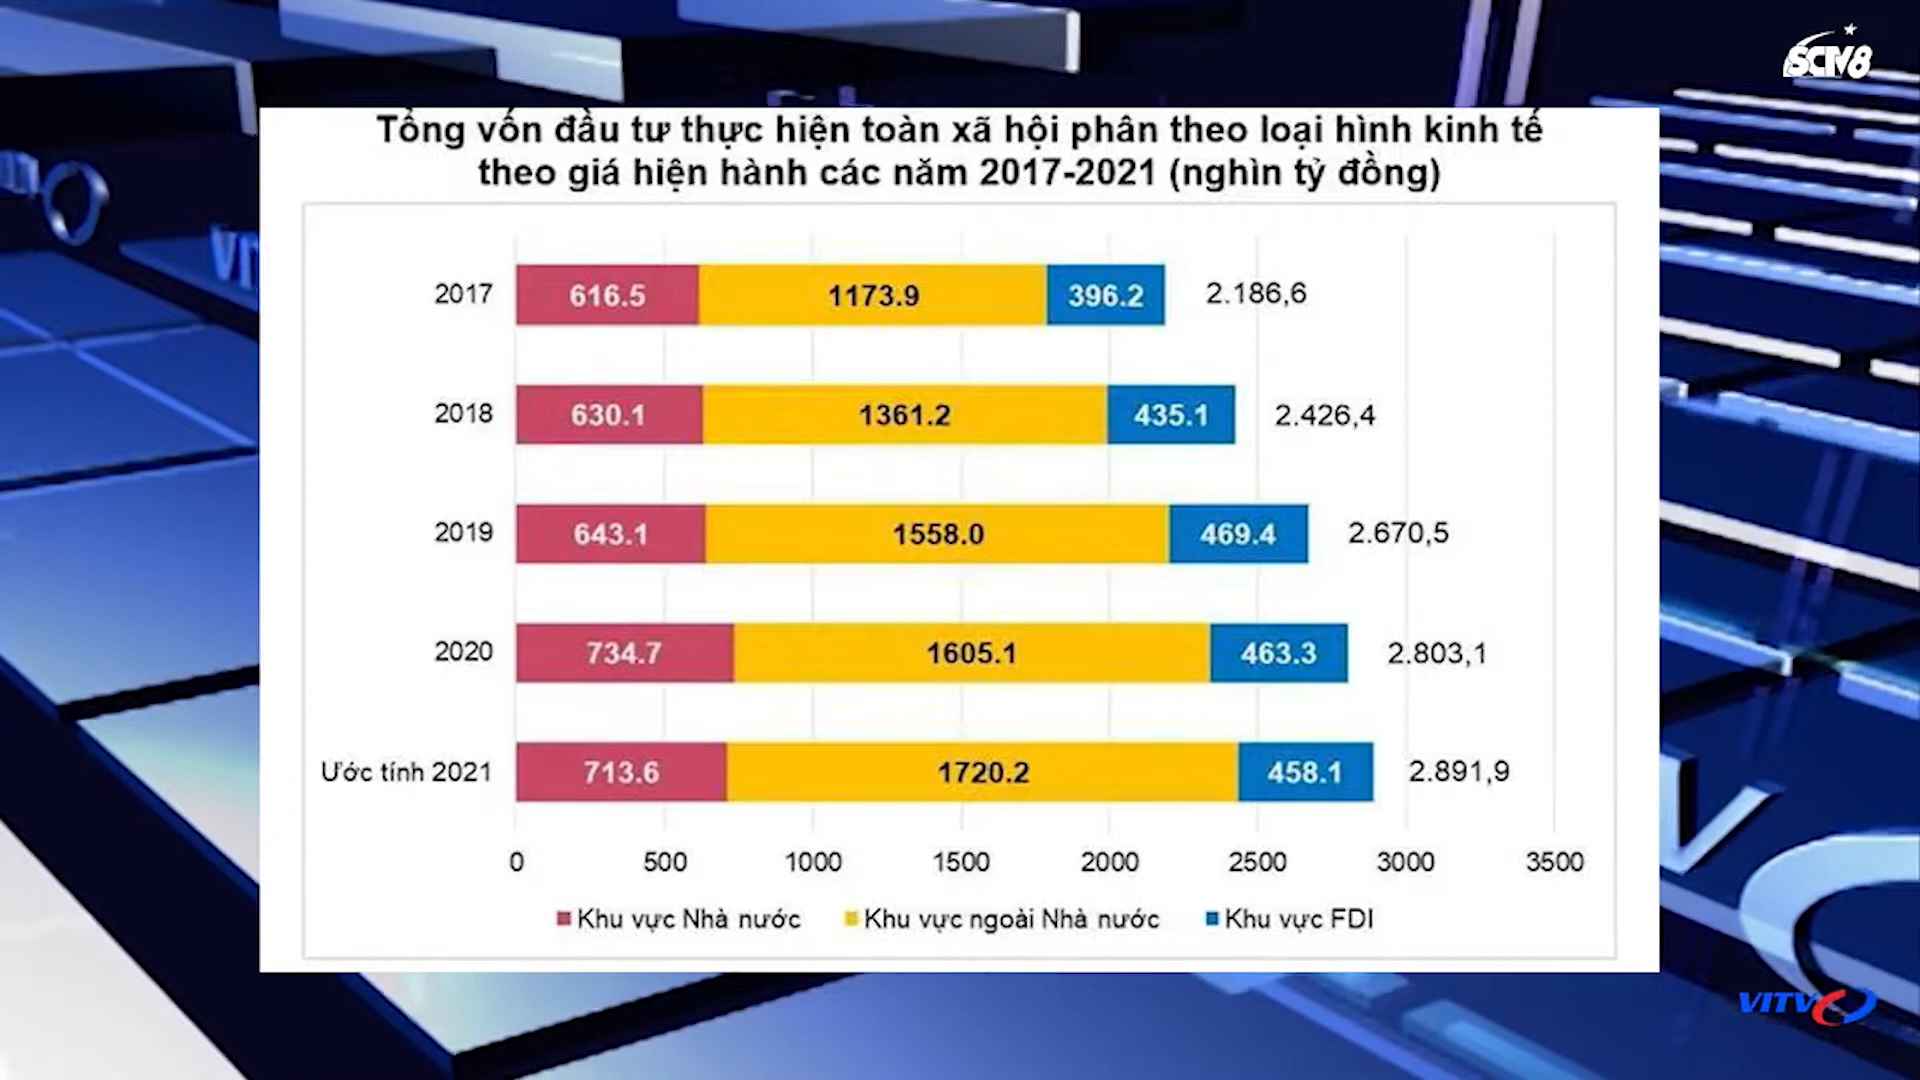 SCTV8
Tổng vốn đầu tư thực hiện toàn xã hội phân theo loại hình kinh tế
theo giá hiện hành các năm 2017-2021 (nghìn tỷ đồng)
2017 616.5 1173.9 396.2 2.186,6
2018 630.1 1361.2 435.1 2.426,4
2019 643.1 1558.0 469.4 2.670,5
2020 734.7 1605.1 463.3 2.803,1
Ước tính 2021 713.6 1720.2 458.1 2.891,9
0 500 1000 1500 2000 2500 3000 3500
Khu vực Nhà nước Khu vực ngoài Nhà nước Khu vực FDI
VITV